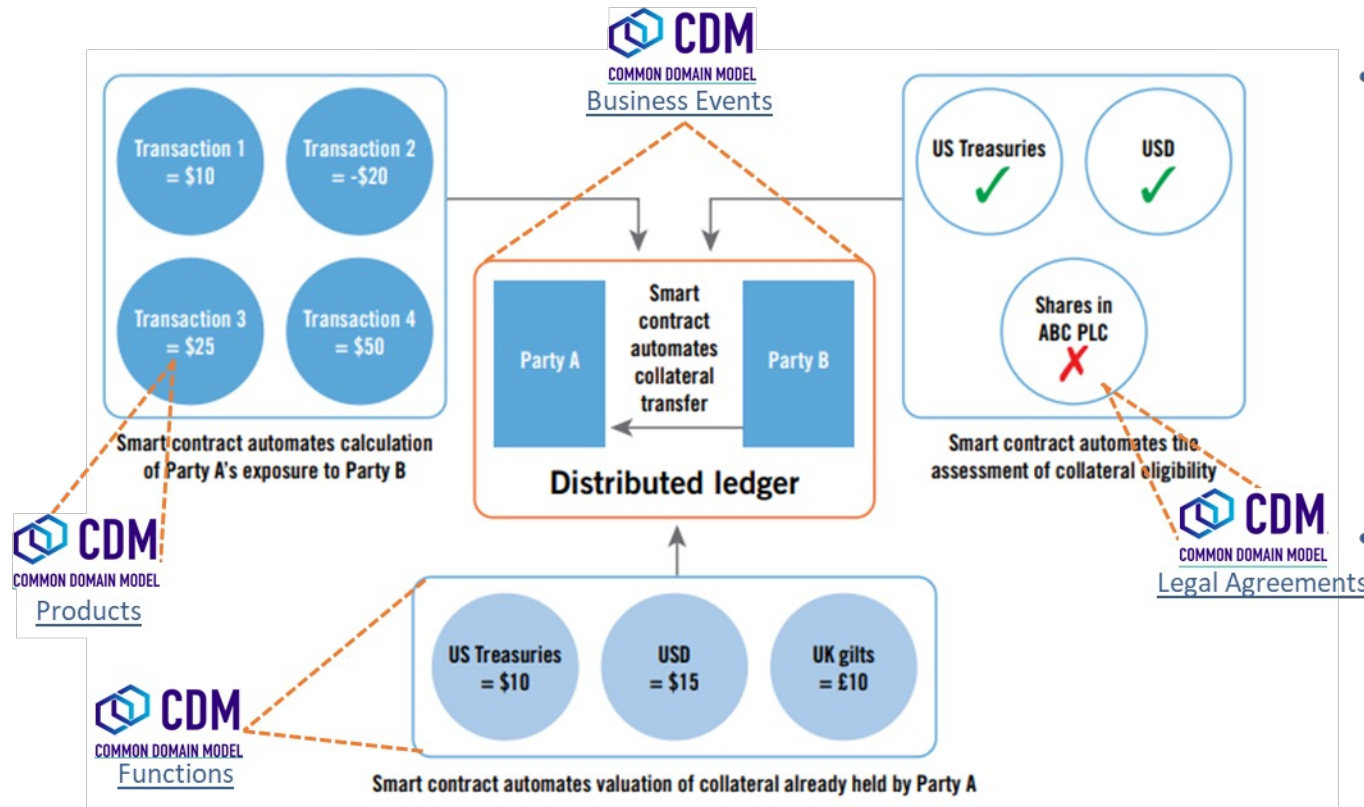 CDM
COMMON DOMAIN MODEL
Business Events
Transaction 1
= $10
Transaction 2
= -$20
Transaction 3
= $25
Transaction 4
= $50
Smart contract automates calculation
of Party A's exposure to Party B
Party A
Smart
contract
automates
collateral
transfer
Party B
Distributed ledger
US Treasuries
USD
Shares in
ABC PLC
Smart contract automates the
assessment of collateral eligibility
CDM
COMMON DOMAIN MODEL
Products
CDM
COMMON DOMAIN MODEL
Legal Agreements
US Treasuries
= $10
USD
= $15
UK gilts
= £10
CDM
COMMON DOMAIN MODEL
Functions
Smart contract automates valuation of collateral already held by Party A